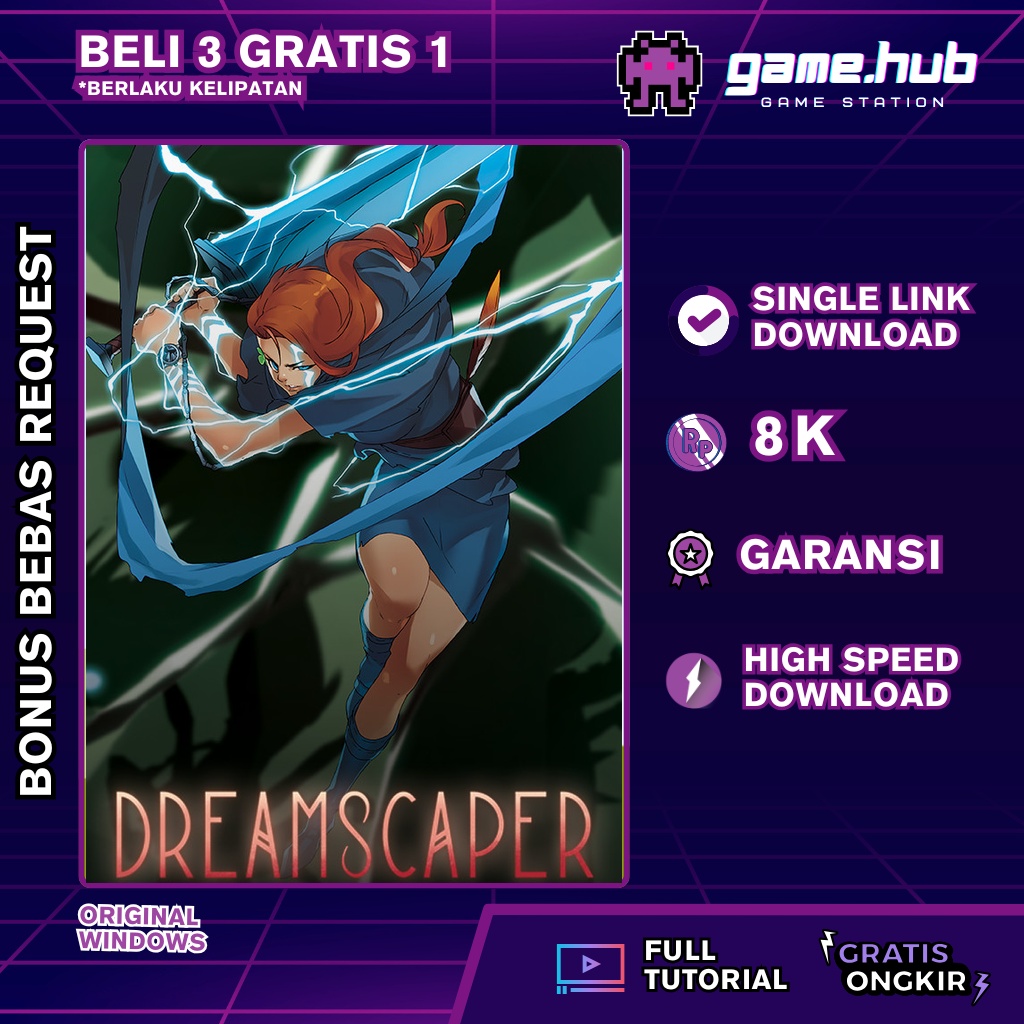 BELI 3 GRATIS 1
*BERLAKU KELIPATAN
game.hub
GAME STATION
BONUS BEBAS REQUEST
SINGLE LINK
DOWNLOAD
Rp
8K
GARANSI
HIGH SPEED
DOWNLOAD
DREAMSCAPER
ORIGINAL
WINDOWS
FULL
TUTORIAL
GRATIS
ONGKIR